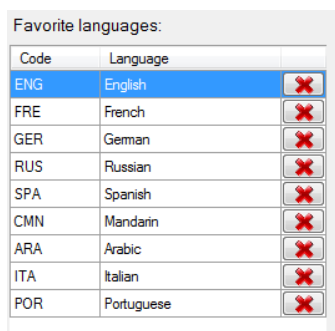 Favorite languages:
Code Language
ENG English
FRE French
GER German
RUS Russian
SPA Spanish
CMN Mandarin
ARA Arabic
ITA Italian
POR Portuguese